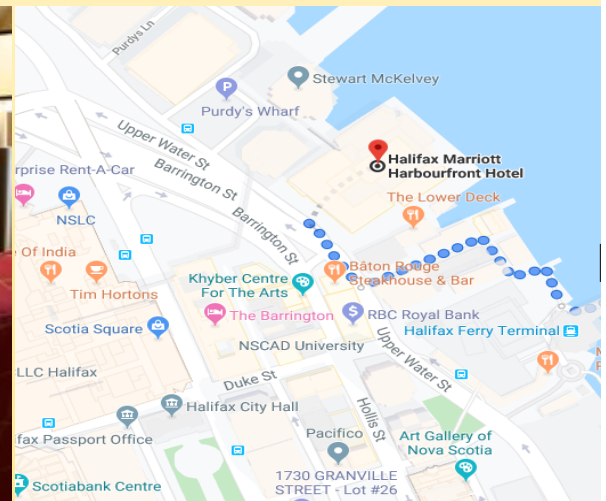 Purdys Ln
Stewart McKelvey
Purdy's Wharf
Upper Water St
Barrington St
Halifax Marriott
Harbourfront Hotel
rprise Rent-A-Car
The Lower Deck
NSLC
Barrington St
e Of India
Tim Hortons
Khyber Centre
For The Arts
Bâton Rouge
Steakhouse & Bar
The Barrington
RBC Royal Bank
Scotia Square
Halifax Ferry Terminal
NSCAD University
Upper Water St
LLC Halifax
Duke St
Halifax City Hall
Hollis St
fax Passport Office
Pacifico
Art Gallery of
Nova Scotia
1730 GRANVILLE
STREET - Lot #26
Scotiabank Centre